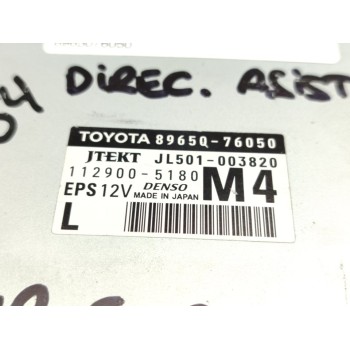 DIREC. ASIST
TOYOTA 8965Q-76050
JTEKT JL501-003820
112900-5180 M4
EPS 12V DENSO MADE IN JAPAN
L